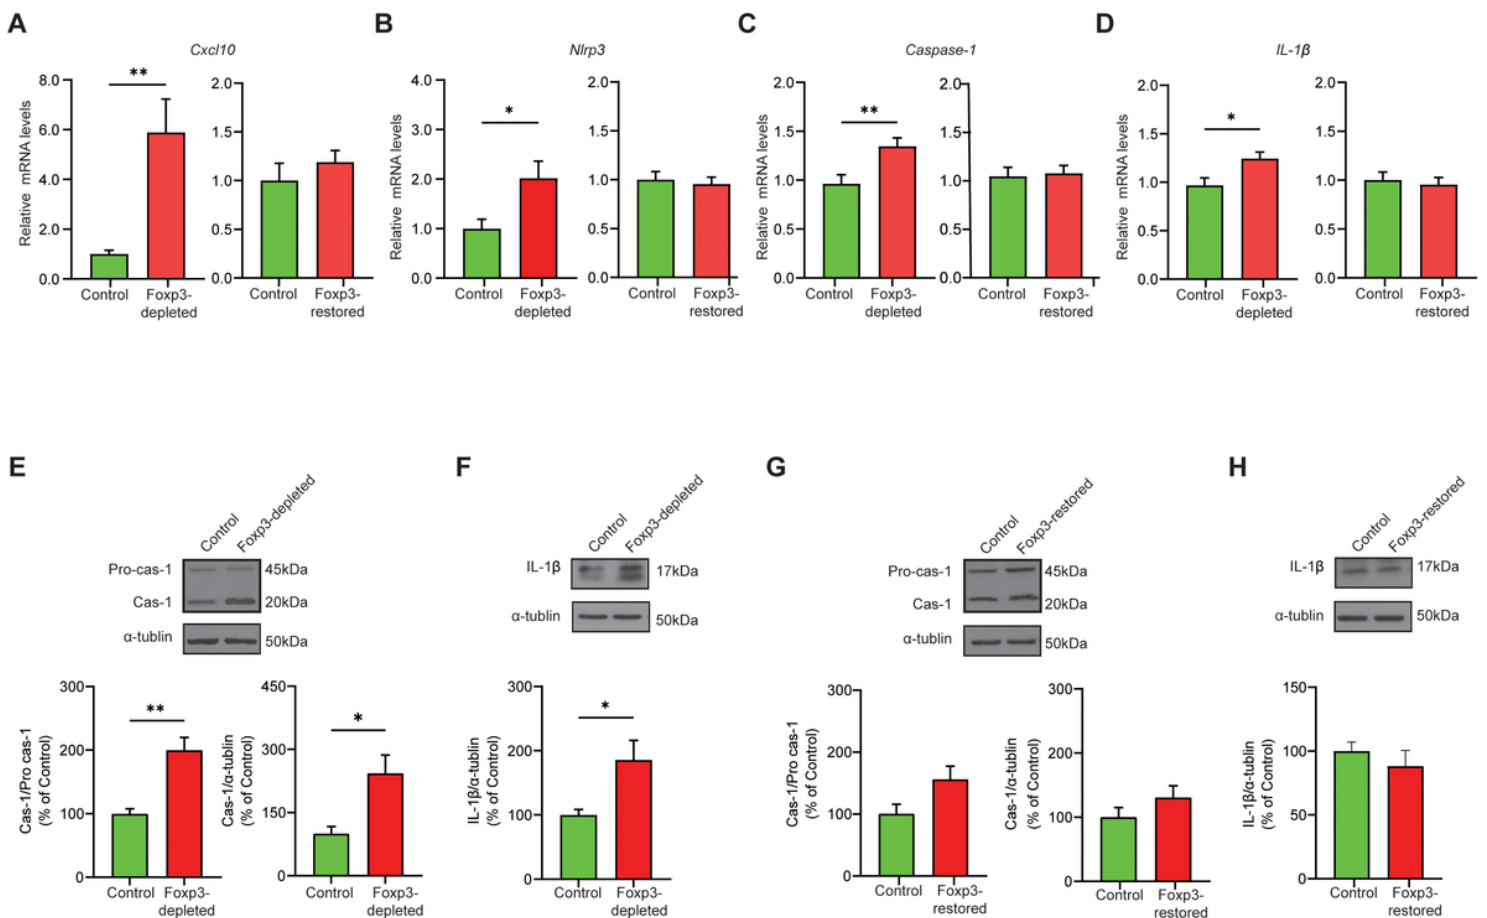 A
Cxcl10
Relative mRNA levels
8.0
6.0
4.0
2.0
0.0
**
Control
Foxp3-
depleted
2.0
1.5
1.0
0.5
0.0
Control
Foxp3-
restored
B
Nlrp3
Relative mRNA levels
4.0
3.0
2.0
1.0
0.0
*
Control
Foxp3-
depleted
2.0
1.5
1.0
0.5
0.0
Control
Foxp3-
restored
C
Caspase-1
Relative mRNA levels
2.0
1.5
1.0
0.5
0.0
**
Control
Foxp3-
depleted
2.0
1.5
1.0
0.5
0.0
Control
Foxp3-
restored
D
IL-1β
Relative mRNA levels
2.0
1.5
1.0
0.5
0.0
*
Control
Foxp3-
depleted
2.0
1.5
1.0
0.5
0.0
Control
Foxp3-
restored
E
Control
Foxp3-depleted
Pro-cas-1
45kDa
Cas-1
20kDa
α-tublin
50kDa
Cas-1/Pro cas-1
(% of Control)
300
200
100
0
**
Control
Foxp3-
depleted
Cas-1/α-tublin
(% of Control)
450
300
150
0
*
Control
Foxp3-
depleted
F
Control
Foxp3-depleted
IL-1β
17kDa
α-tublin
50kDa
IL-1β/α-tublin
(% of Control)
300
200
100
0
*
Control
Foxp3-
depleted
G
Control
Foxp3-restored
Pro-cas-1
45kDa
Cas-1
20kDa
α-tublin
50kDa
Cas-1/Pro cas-1
(% of Control)
300
200
100
0
Control
Foxp3-
restored
Cas-1/α-tublin
(% of Control)
300
200
100
0
Control
Foxp3-
restored
H
Control
Foxp3-restored
IL-1β
17kDa
α-tublin
50kDa
IL-1β/α-tublin
(% of Control)
150
100
50
0
Control
Foxp3-
restored